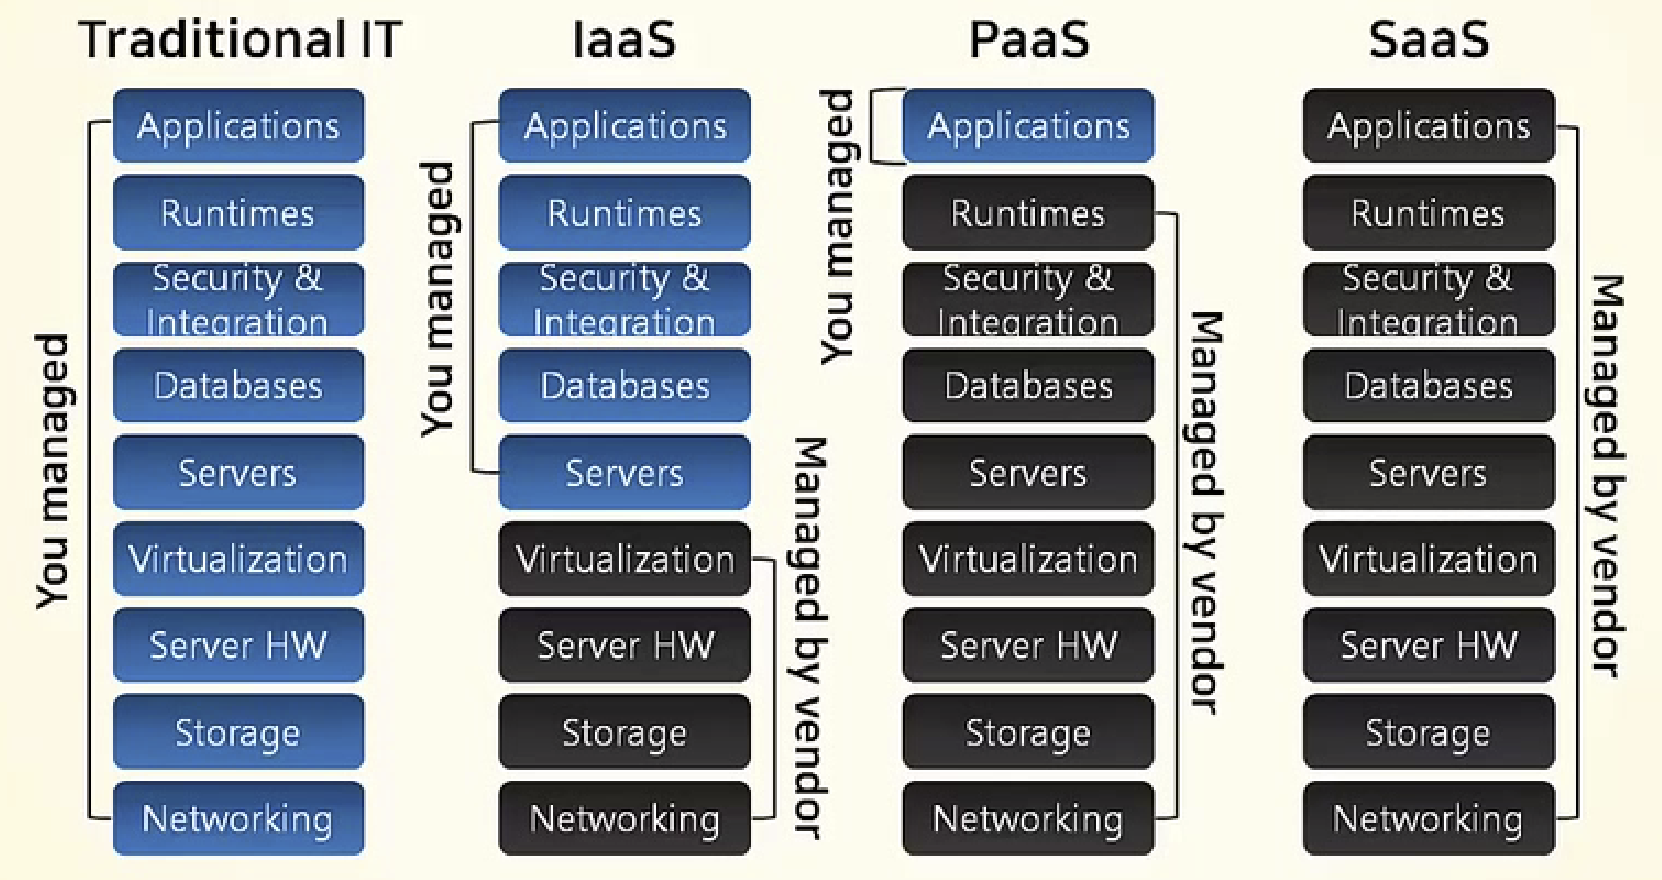 Traditional IT
IaaS
PaaS
SaaS
You managed
Applications
Runtimes
Security &
Integration
Databases
Servers
Virtualization
Server HW
Storage
Networking
You managed
Applications
Runtimes
Security &
Integration
Databases
Servers
Virtualization
Server HW
Storage
Networking
Managed by vendor
You managed
Applications
Runtimes
Security &
Integration
Databases
Servers
Virtualization
Server HW
Storage
Networking
Managed by vendor
Applications
Runtimes
Security &
Integration
Databases
Servers
Virtualization
Server HW
Storage
Networking
Managed by vendor